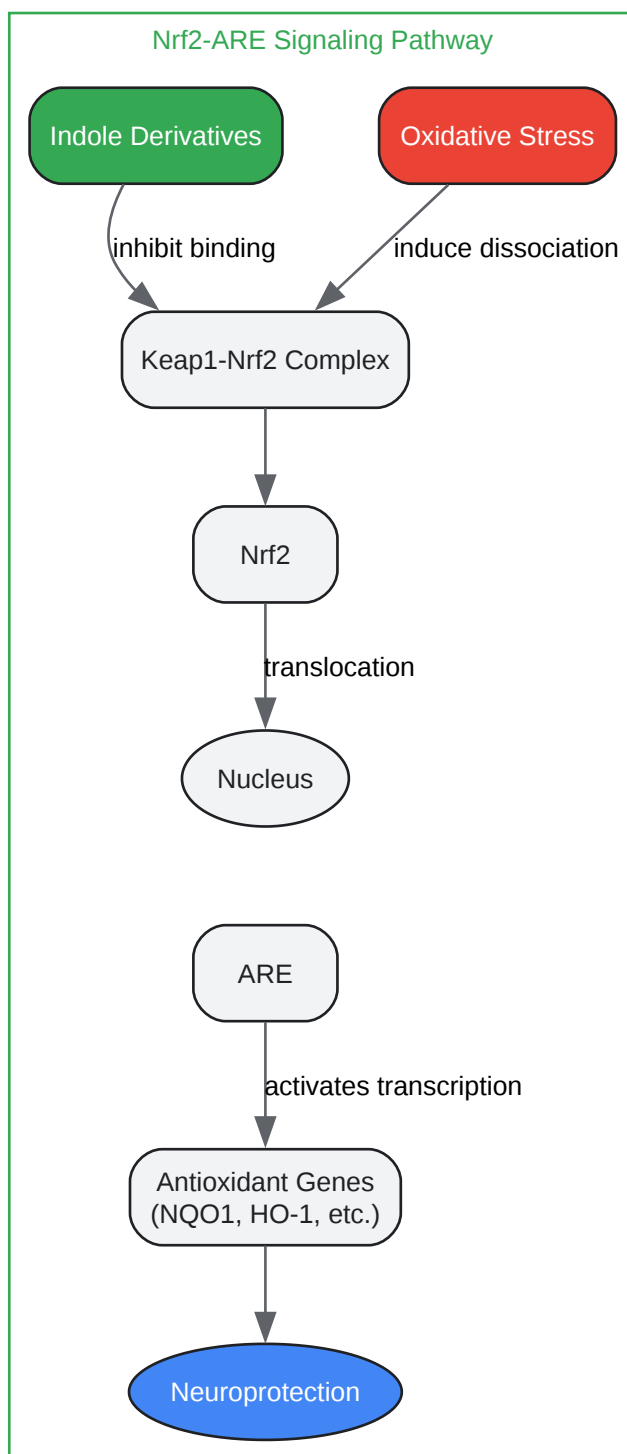 Nrf2-ARE Signaling Pathway
Indole Derivatives
Oxidative Stress
inhibit binding
induce dissociation
Keap1-Nrf2 Complex
Nrf2
translocation
Nucleus
ARE
activates transcription
Antioxidant Genes
(NQO1, HO-1, etc.)
Neuroprotection